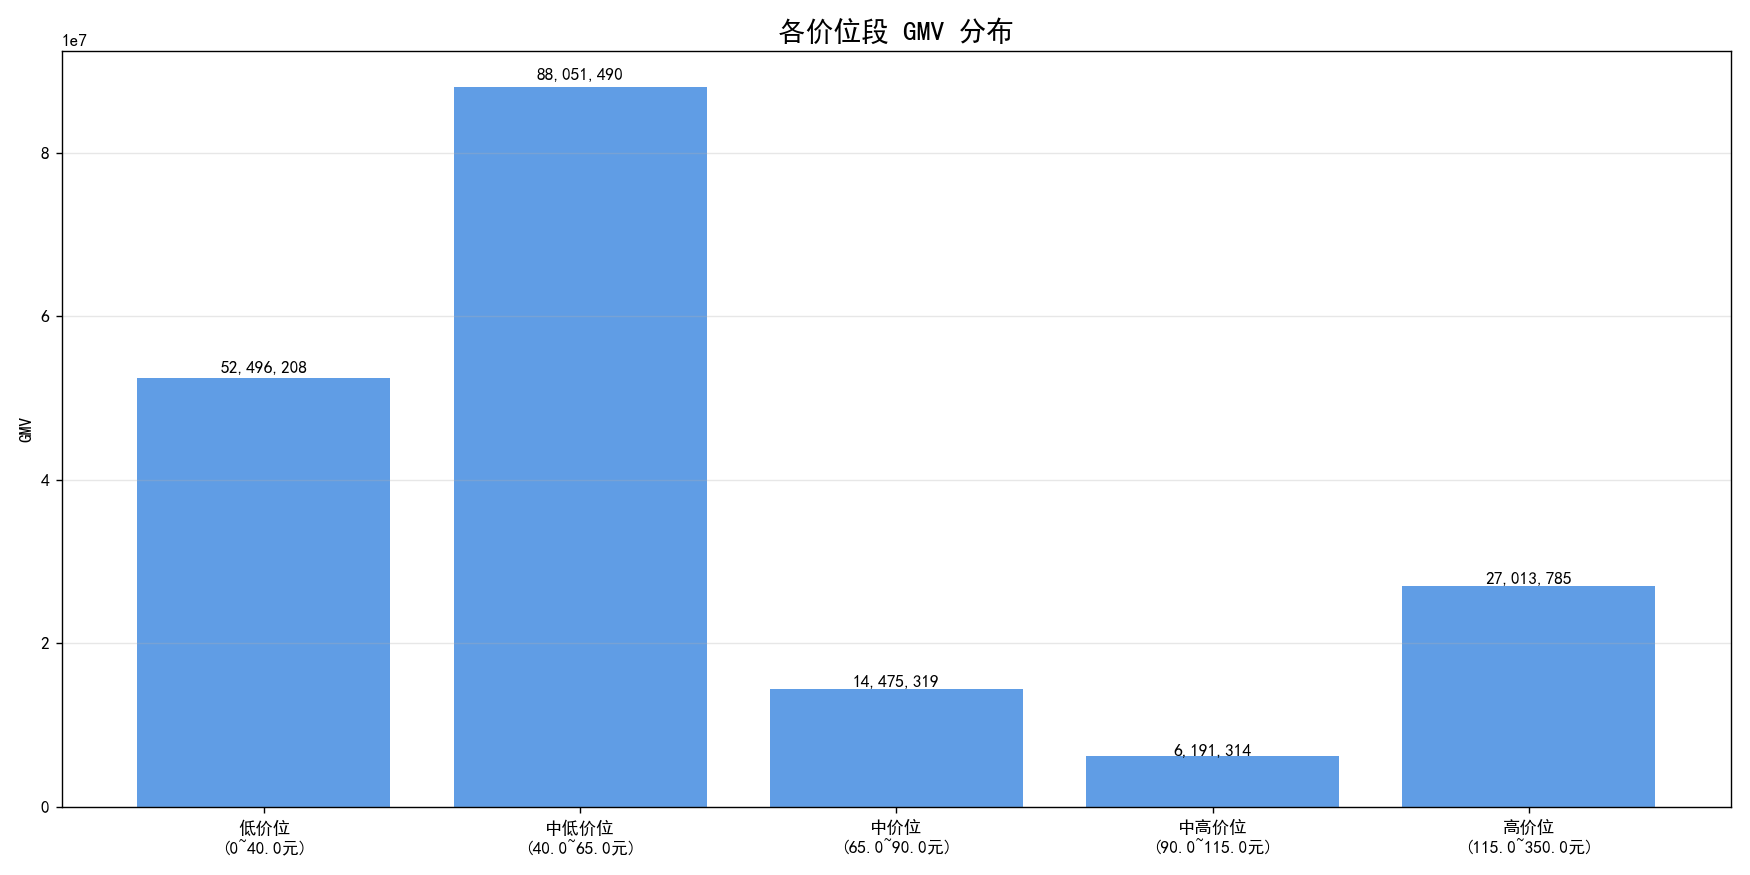 各价位段 GMV 分布
1e7
88,051,490
8
6
52,496,208
GMV
4
27,013,785
2
14,475,319
6,191,314
0
低价位
(0~40.0元)
中低价位
(40.0~65.0元)
中价位
(65.0~90.0元)
中高价位
(90.0~115.0元)
高价位
(115.0~350.0元)